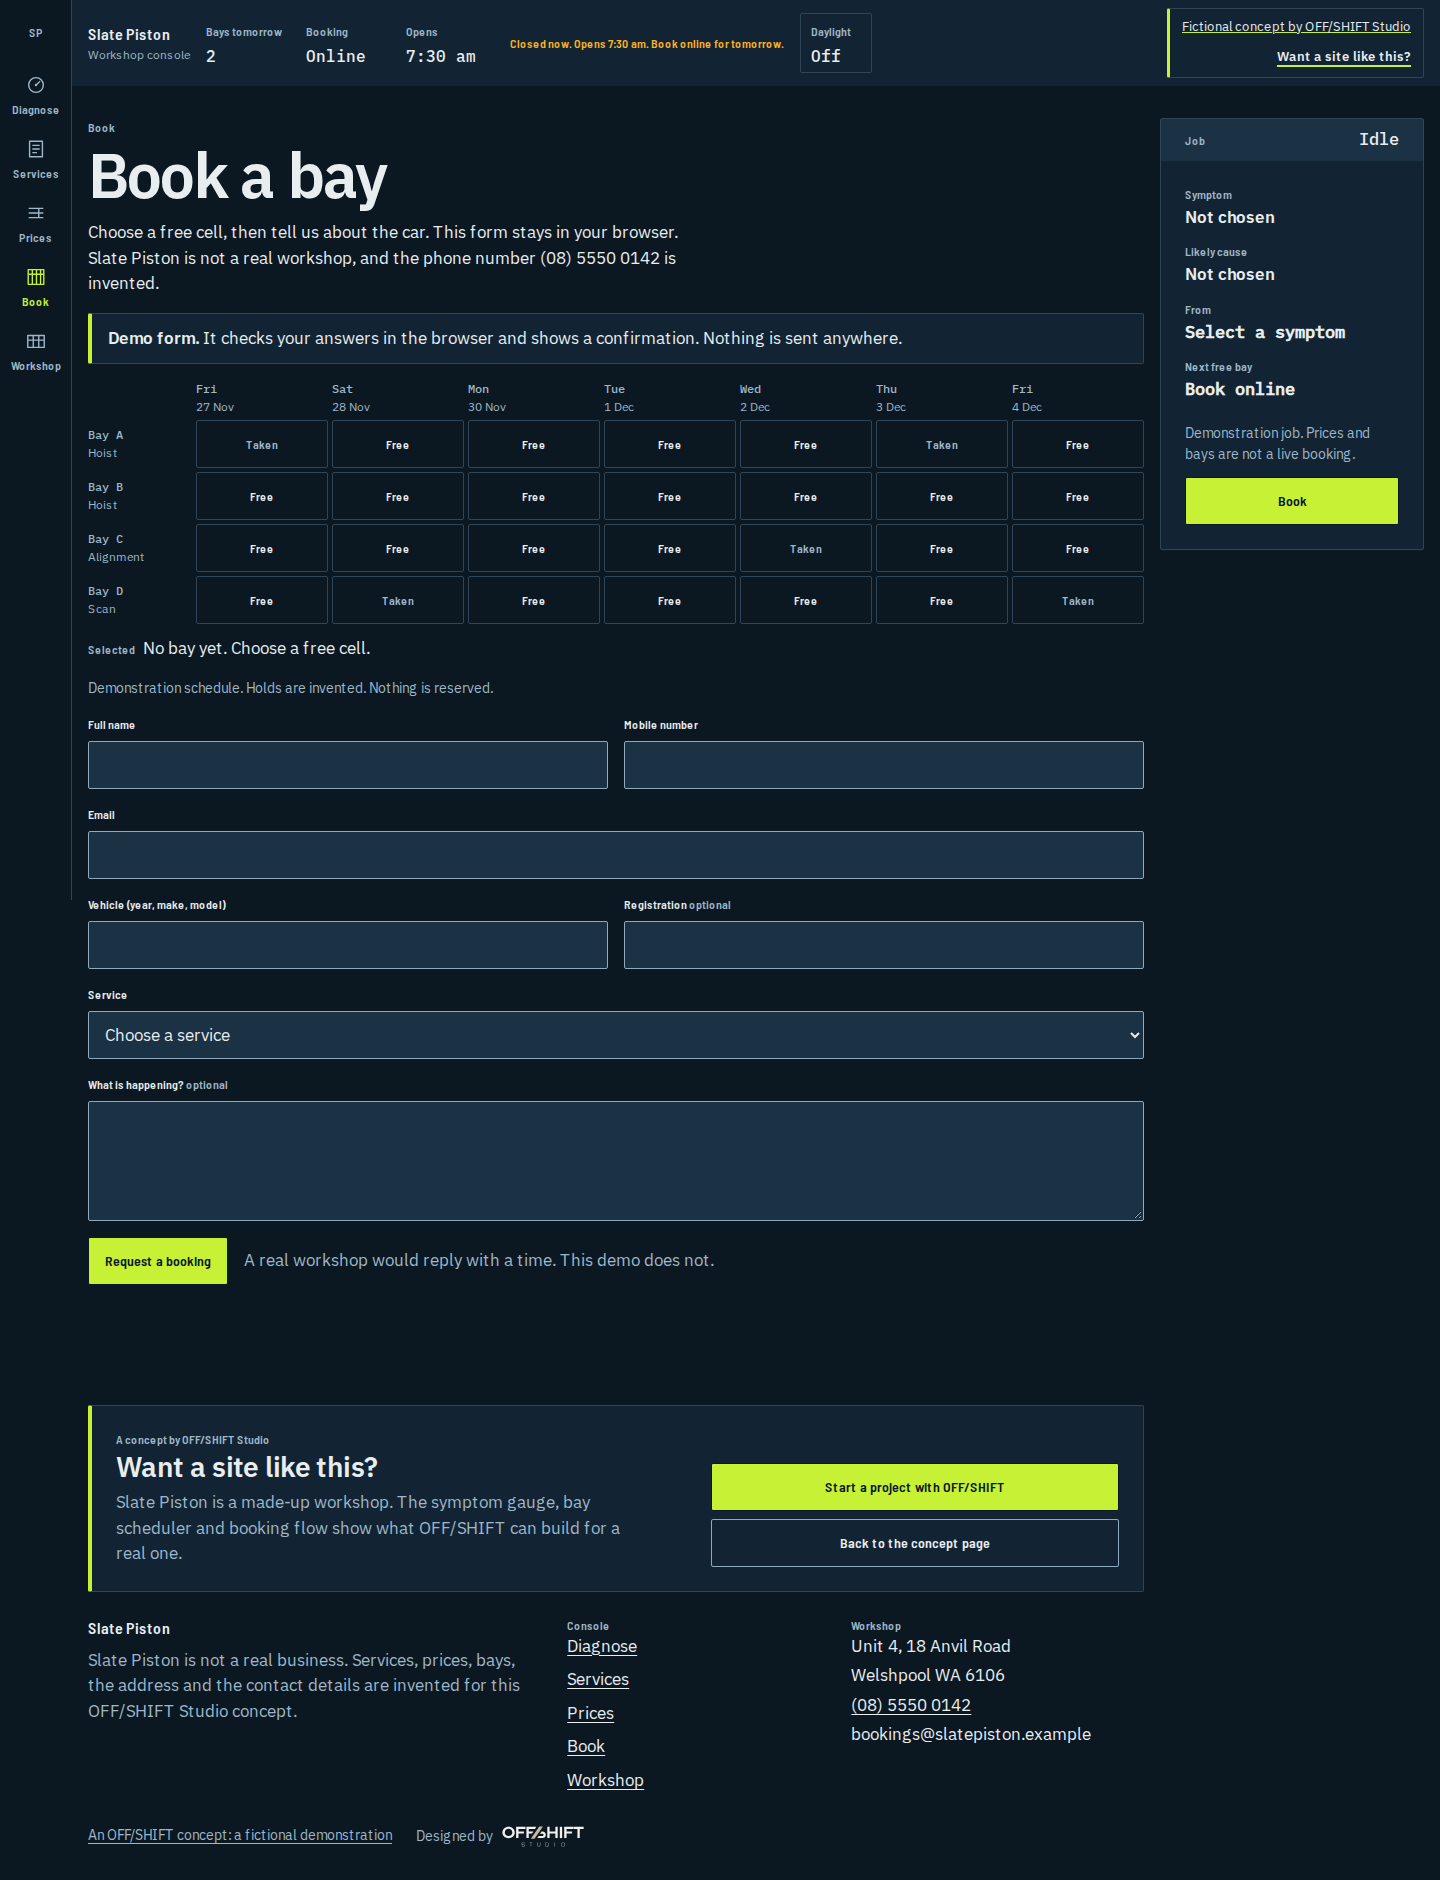 SP
Diagnose
Services
Prices
Book
Workshop
Slate Piston
Workshop console
Bays tomorrow
2
Booking
Online
Opens
7:30 am
Closed now. Opens 7:30 am. Book online for tomorrow.
Daylight
Off
Fictional concept by OFF/SHIFT Studio
Want a site like this?
Book
Book a bay
Choose a free cell, then tell us about the car. This form stays in your browser.
Slate Piston is not a real workshop, and the phone number (08) 5550 0142 is
invented.
Demo form. It checks your answers in the browser and shows a confirmation. Nothing is sent anywhere.
Fri Sat Mon Tue Wed Thu Fri
27 Nov 28 Nov 30 Nov 1 Dec 2 Dec 3 Dec 4 Dec
Bay A
Hoist
Taken Free Free Free Free Taken Free
Bay B
Hoist
Free Free Free Free Free Free Free
Bay C
Alignment
Free Free Free Free Taken Free Free
Bay D
Scan
Free Taken Free Free Free Free Taken
Selected No bay yet. Choose a free cell.
Demonstration schedule. Holds are invented. Nothing is reserved.
Full name
Mobile number
Email
Vehicle (year, make, model)
Registration optional
Service
Choose a service
What is happening? optional
Request a booking
A real workshop would reply with a time. This demo does not.
Job
Idle
Symptom
Not chosen
Likely cause
Not chosen
From
Select a symptom
Next free bay
Book online
Demonstration job. Prices and
bays are not a live booking.
Book
A concept by OFF/SHIFT Studio
Want a site like this?
Slate Piston is a made-up workshop. The symptom gauge, bay
scheduler and booking flow show what OFF/SHIFT can build for a
real one.
Start a project with OFF/SHIFT
Back to the concept page
Slate Piston
Slate Piston is not a real business. Services, prices, bays,
the address and the contact details are invented for this
OFF/SHIFT Studio concept.
Console
Diagnose
Services
Prices
Book
Workshop
Workshop
Unit 4, 18 Anvil Road
Welshpool WA 6106
(08) 5550 0142
bookings@slatepiston.example
An OFF/SHIFT concept: a fictional demonstration
Designed by
OFF/SHIFT
STUDIO